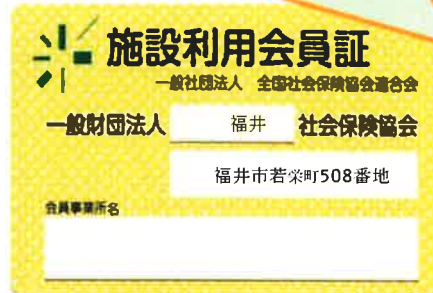 施設利用会員証
一般社団法人 全国社会保険協会連合会
一般財団法人 福井 社会保険協会
福井市若栄町508番地
会員事業所名